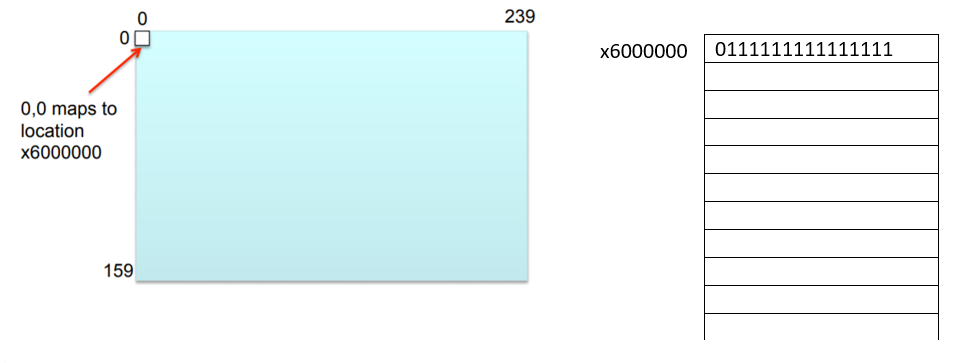 0
239
0
0,0 maps to
location
x6000000
159
x6000000
0111111111111111